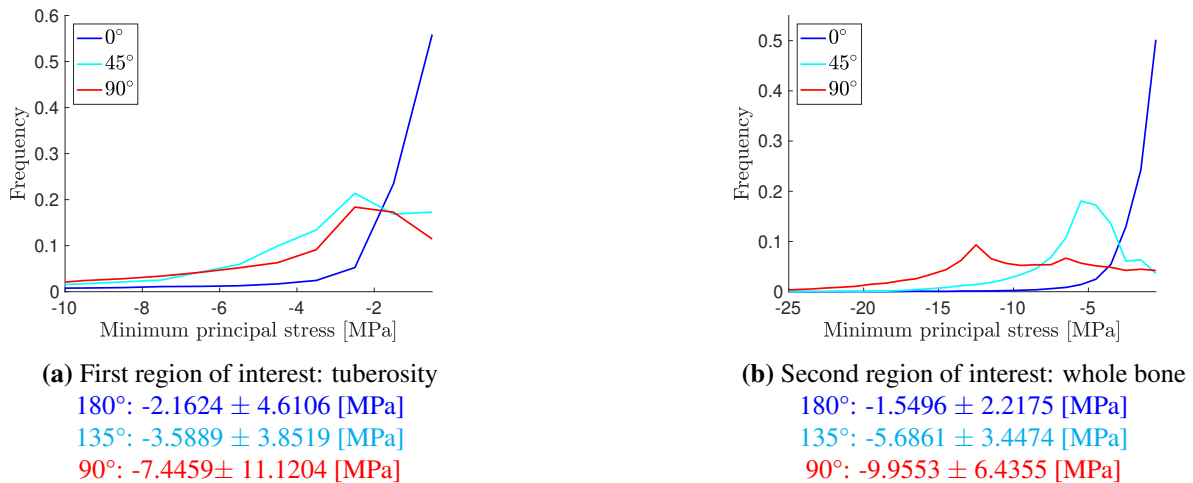 0.6
0.5
0.4
0.3
0.2
0.1
0
Frequency
0°
45°
90°
-10 -8 -6 -4 -2
Minimum principal stress [MPa]
(a) First region of interest: tuberosity
180°: -2.1624 ± 4.6106 [MPa]
135°: -3.5889 ± 3.8519 [MPa]
90°: -7.4459± 11.1204 [MPa]
0.5
0.4
0.3
0.2
0.1
0
Frequency
0°
45°
90°
-25 -20 -15 -10 -5
Minimum principal stress [MPa]
(b) Second region of interest: whole bone
180°: -1.5496 ± 2.2175 [MPa]
135°: -5.6861 ± 3.4474 [MPa]
90°: -9.9553 ± 6.4355 [MPa]